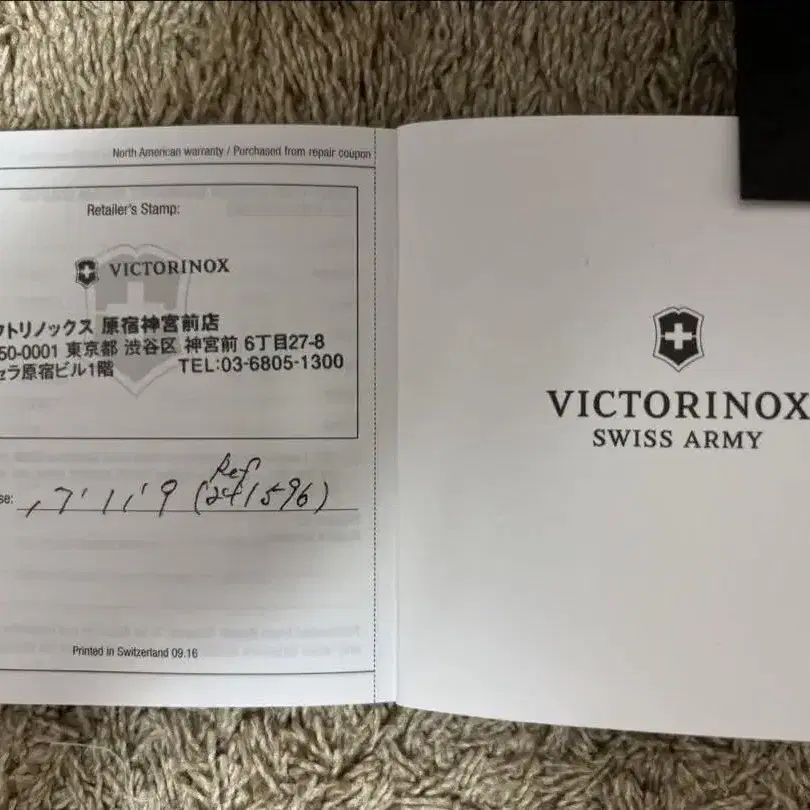 North American warranty / Purchased from repair coupon
Retailer's Stamp:
VICTORINOX
クトリノックス 原宿神宮前店
50-0001 東京都 渋谷区 神宮前 6丁目27-8
セラ原宿ビル1階 TEL:03-6805-1300
Ref
se: 17' 11' 9 (241596)
Printed in Switzerland 09.16
VICTORINOX
SWISS ARMY